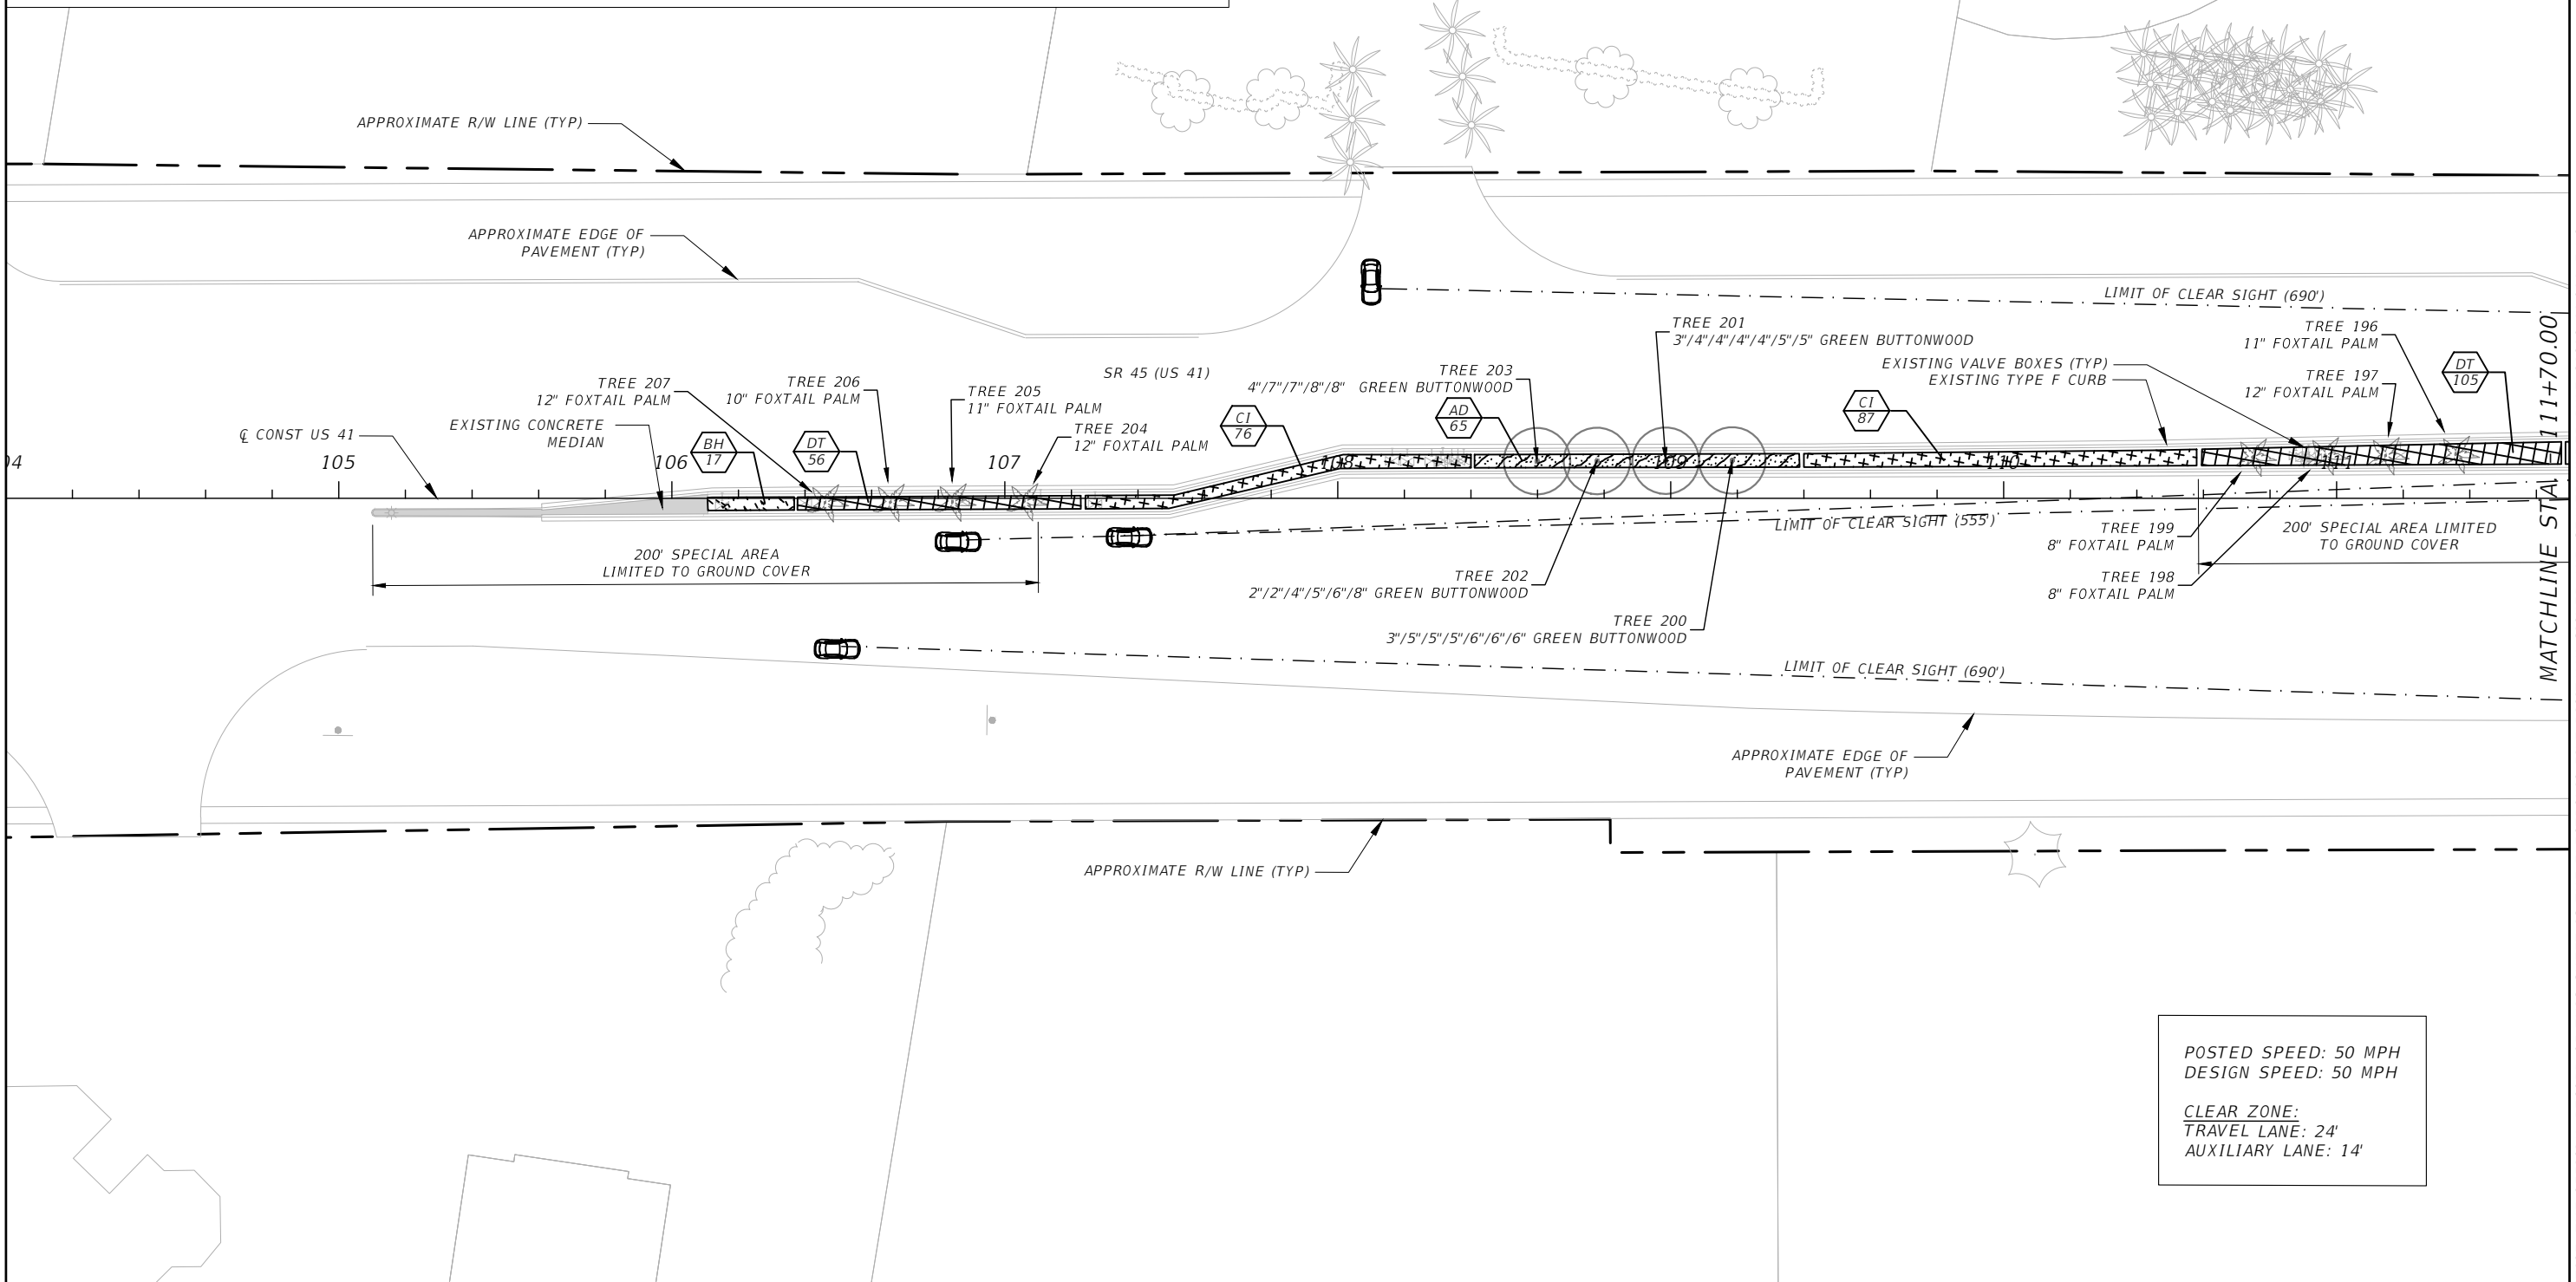 APPROXIMATE R/W LINE (TYP)
APPROXIMATE EDGE OF
PAVEMENT (TYP)
LIMIT OF CLEAR SIGHT (690')
TREE 201
3"/4"/4"/4"/4"/5"/5" GREEN BUTTONWOOD
TREE 196
11" FOXTAIL PALM
EXISTING VALVE BOXES (TYP)
EXISTING TYPE F CURB
DT
105
TREE 197
12" FOXTAIL PALM
SR 45 (US 41)
TREE 203
4"/7"/7"/8"/8" GREEN BUTTONWOOD
TREE 207
12" FOXTAIL PALM
TREE 206
10" FOXTAIL PALM
TREE 205
11" FOXTAIL PALM
TREE 204
12" FOXTAIL PALM
CI
76
AD
65
CI
87
EXISTING CONCRETE
MEDIAN
BH
17
DT
56
℄ CONST US 41
04
105
106
107
108
109
110
111
MATCHLINE STA. 111+70.00
LIMIT OF CLEAR SIGHT (555')
TREE 199
8" FOXTAIL PALM
200' SPECIAL AREA LIMITED
TO GROUND COVER
200' SPECIAL AREA
LIMITED TO GROUND COVER
TREE 202
2"/2"/4"/5"/6"/8" GREEN BUTTONWOOD
TREE 198
8" FOXTAIL PALM
TREE 200
3"/5"/5"/5"/6"/6"/6" GREEN BUTTONWOOD
LIMIT OF CLEAR SIGHT (690')
APPROXIMATE EDGE OF
PAVEMENT (TYP)
APPROXIMATE R/W LINE (TYP)
POSTED SPEED: 50 MPH
DESIGN SPEED: 50 MPH
CLEAR ZONE:
TRAVEL LANE: 24'
AUXILIARY LANE: 14'